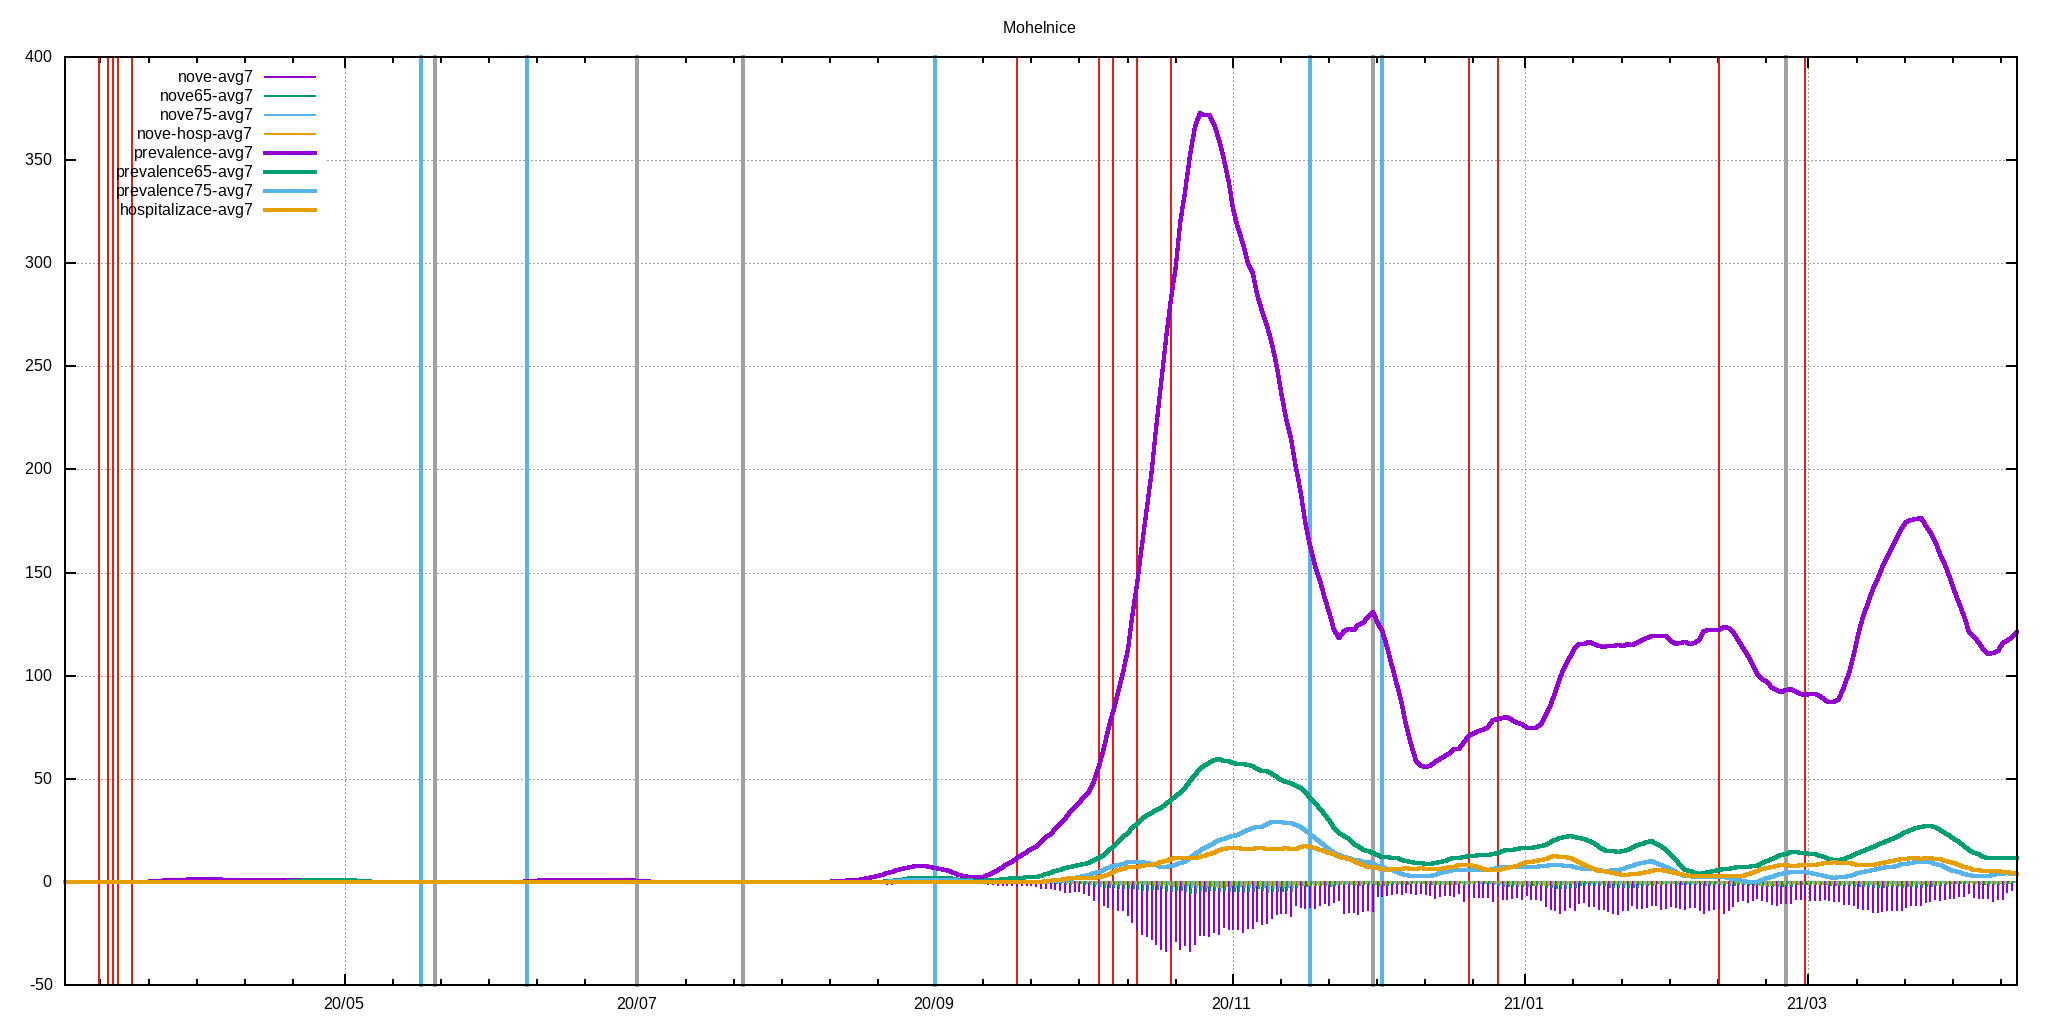 Mohelnice
400
350
300
250
200
150
100
50
0
-50
nove-avg7
nove65-avg7
nove75-avg7
nove-hosp-avg7
prevalence-avg7
prevalence65-avg7
prevalence75-avg7
hospitalizace-avg7
20/05
20/07
20/09
20/11
21/01
21/03